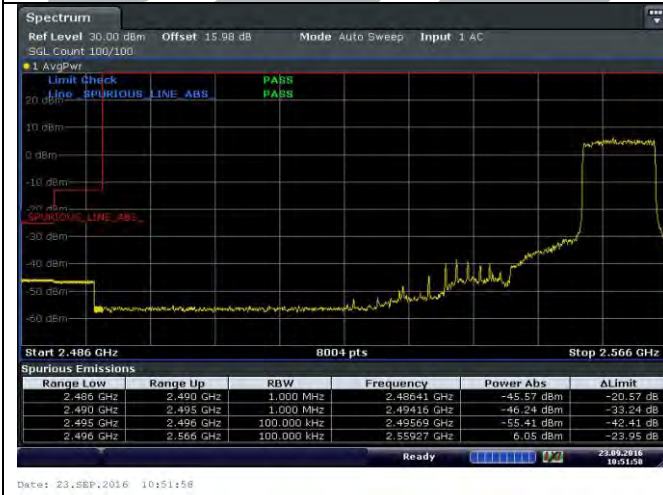 Spectrum
Ref Level 30.00 dBm Offset 15.98 dB Mode Auto Sweep Input 1 AC
SGL Count 100/100
1 AvgPwr
Limit Check PASS
20 dBm Line _SPURIOUS_LINE_ABS_ PASS
10 dBm
0 dBm
-10 dBm
-20 dBm
_SPURIOUS_LINE_ABS_
-30 dBm
-40 dBm
-50 dBm
-60 dBm
Start 2.486 GHz 8004 pts Stop 2.566 GHz
Spurious Emissions
Range Low Range Up RBW Frequency Power Abs ΔLimit
2.486 GHz 2.490 GHz 1.000 MHz 2.48641 GHz -45.57 dBm -20.57 dB
2.490 GHz 2.495 GHz 1.000 MHz 2.49416 GHz -46.24 dBm -33.24 dB
2.495 GHz 2.496 GHz 100.000 kHz 2.49569 GHz -55.41 dBm -42.41 dB
2.496 GHz 2.566 GHz 100.000 kHz 2.55927 GHz 6.05 dBm -23.95 dB
Ready 23.09.2016
10:51:58
Date: 23.SEP.2016 10:51:58